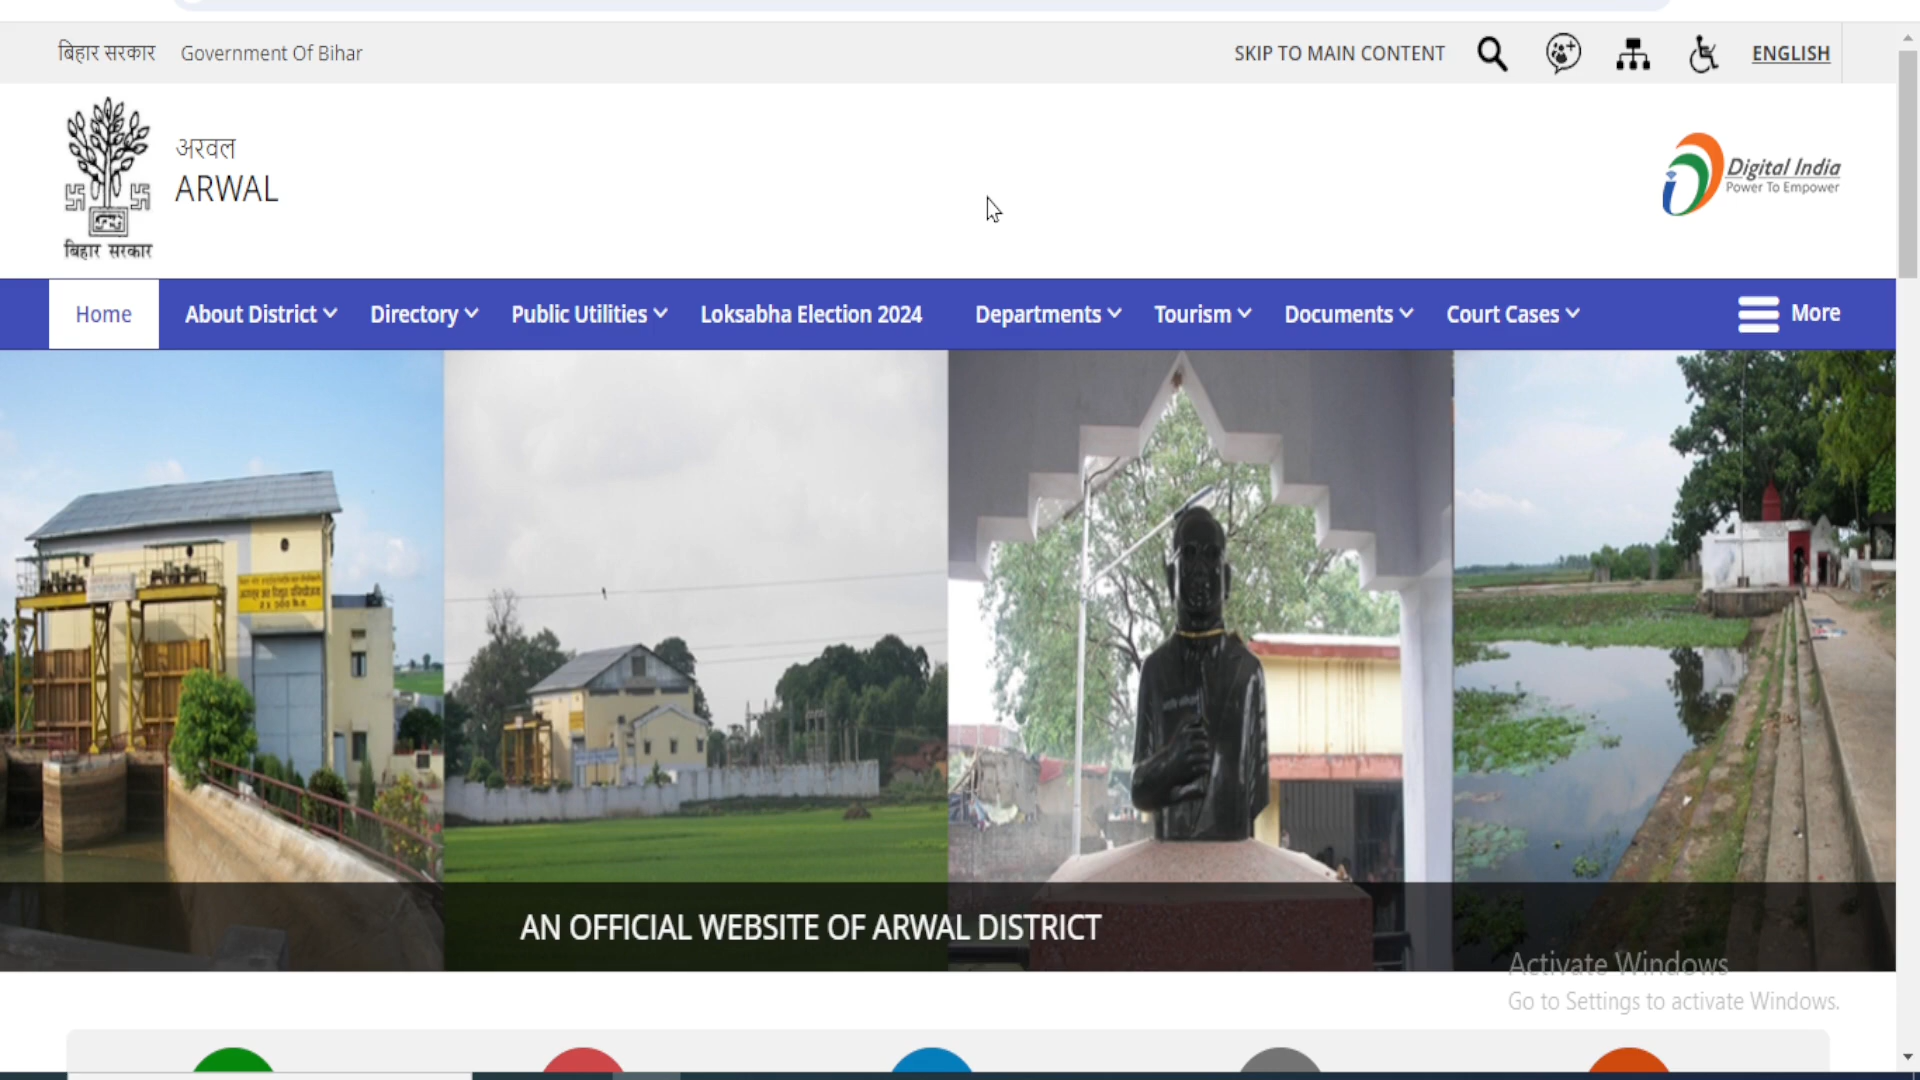 बिहार सरकार Government Of Bihar
SKIP TO MAIN CONTENT ENGLISH
अरवल
ARWAL
बिहार सरकार
Digital India
Power To Empower
Home About District Directory Public Utilities Loksabha Election 2024 Departments Tourism Documents Court Cases More
AN OFFICIAL WEBSITE OF ARWAL DISTRICT
Activate Windows
Go to Settings to activate Windows.